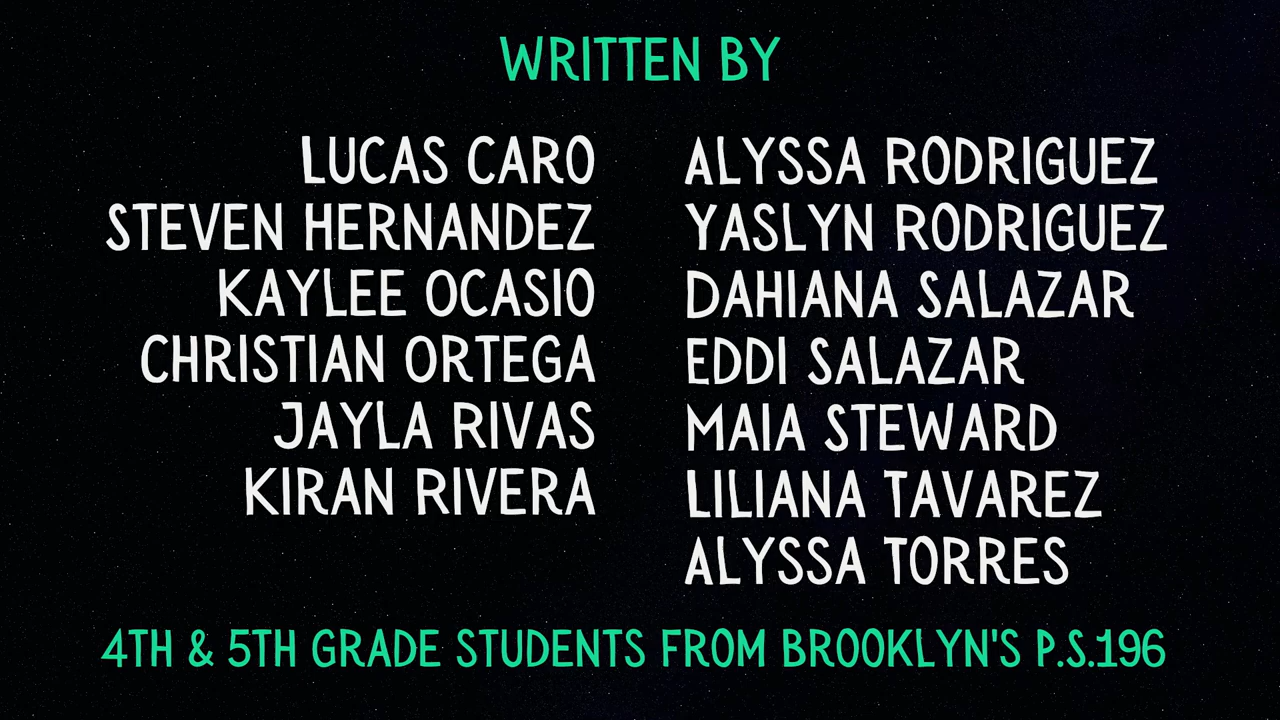 WRITTEN BY
LUCAS CARO
STEVEN HERNANDEZ
KAYLEE OCASIO
CHRISTIAN ORTEGA
JAYLA RIVAS
KIRAN RIVERA
ALYSSA RODRIGUEZ
YASLYN RODRIGUEZ
DAHIANA SALAZAR
EDDI SALAZAR
MAIA STEWARD
LILIANA TAVAREZ
ALYSSA TORRES
4TH & 5TH GRADE STUDENTS FROM BROOKLYN'S P.S.196